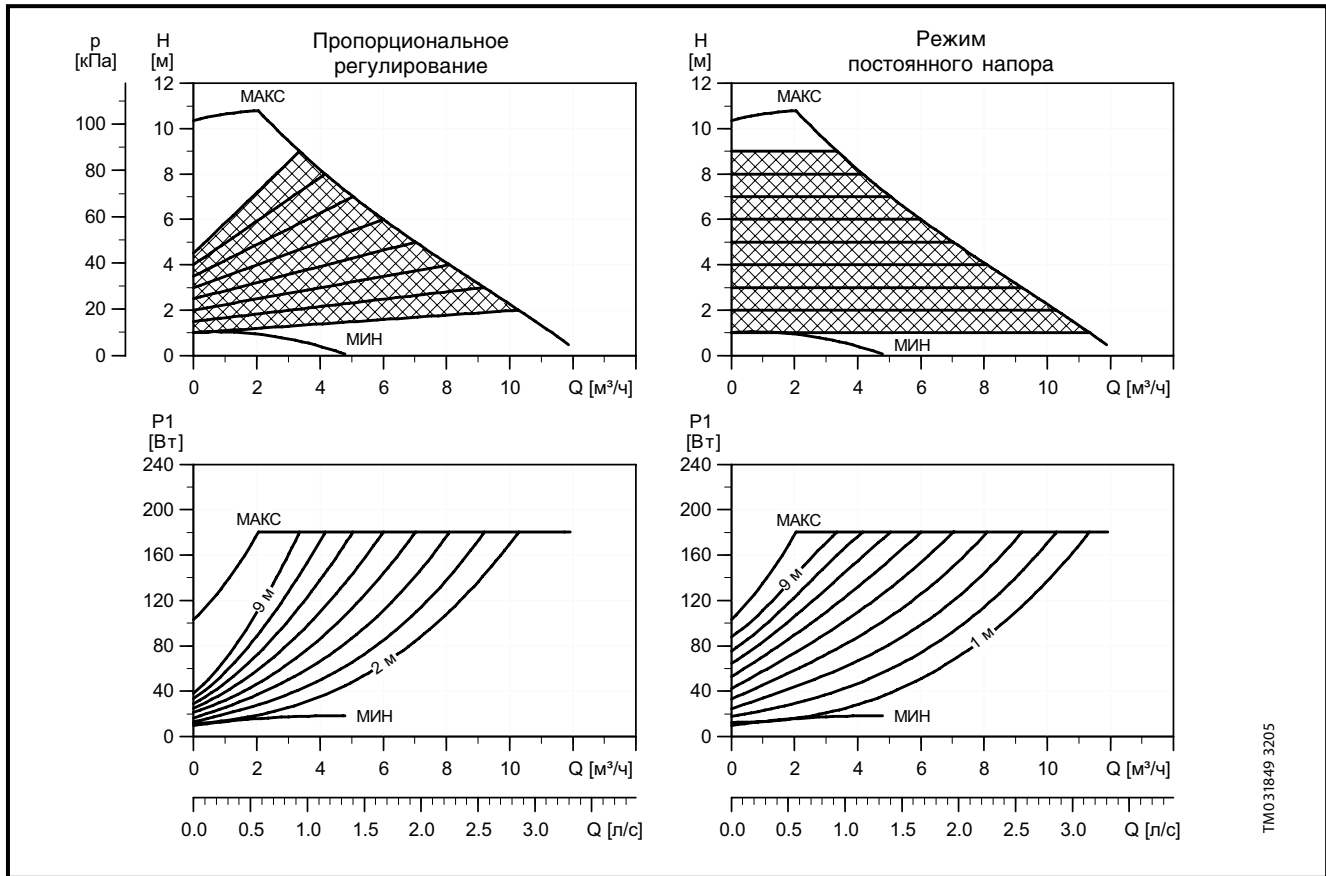 p
[кПа]
H
[м]
Пропорциональное
регулирование
12
10
8
6
4
2
0
100
80
60
40
20
0
МАКС
МИН
0 2 4 6 8 10 Q [м³/ч]
H
[м]
Режим
постоянного напора
12
10
8
6
4
2
0
МАКС
МИН
0 2 4 6 8 10 Q [м³/ч]
P1
[Вт]
240
200
160
120
80
40
0
МАКС
9 м
2 м
МИН
0 2 4 6 8 10 Q [м³/ч]
0.0 0.5 1.0 1.5 2.0 2.5 3.0 Q [л/с]
P1
[Вт]
240
200
160
120
80
40
0
МАКС
9 м
1 м
МИН
0 2 4 6 8 10 Q [м³/ч]
0.0 0.5 1.0 1.5 2.0 2.5 3.0 Q [л/с]
TM03 1849 3205